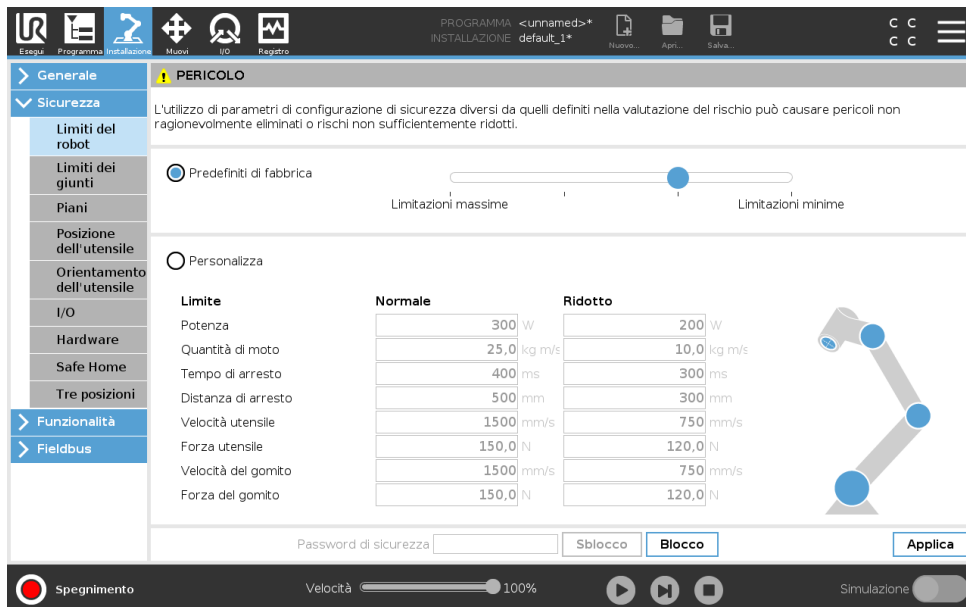 PROGRAMMA <unnamed>*
INSTALLAZIONE default_1*
Esegui Programma Installazione Muovi I/O Registro Nuovo... Apri... Salva...
C C
C C
Generale
Sicurezza
Limiti del
robot
Limiti dei
giunti
Piani
Posizione
dell'utensile
Orientamento
dell'utensile
I/O
Hardware
Safe Home
Tre posizioni
Funzionalità
Fieldbus
PERICOLO
L'utilizzo di parametri di configurazione di sicurezza diversi da quelli definiti nella valutazione del rischio può causare pericoli non
ragionevolmente eliminati o rischi non sufficientemente ridotti.
Predefiniti di fabbrica
Limitazioni massime Limitazioni minime
Personalizza
Limite Normale Ridotto
Potenza 300 W 200 W
Quantità di moto 25,0 kg m/s 10,0 kg m/s
Tempo di arresto 400 ms 300 ms
Distanza di arresto 500 mm 300 mm
Velocità utensile 1500 mm/s 750 mm/s
Forza utensile 150,0 N 120,0 N
Velocità del gomito 1500 mm/s 750 mm/s
Forza del gomito 150,0 N 120,0 N
Password di sicurezza Sblocco Blocco Applica
Spegnimento Velocità 100% Simulazione